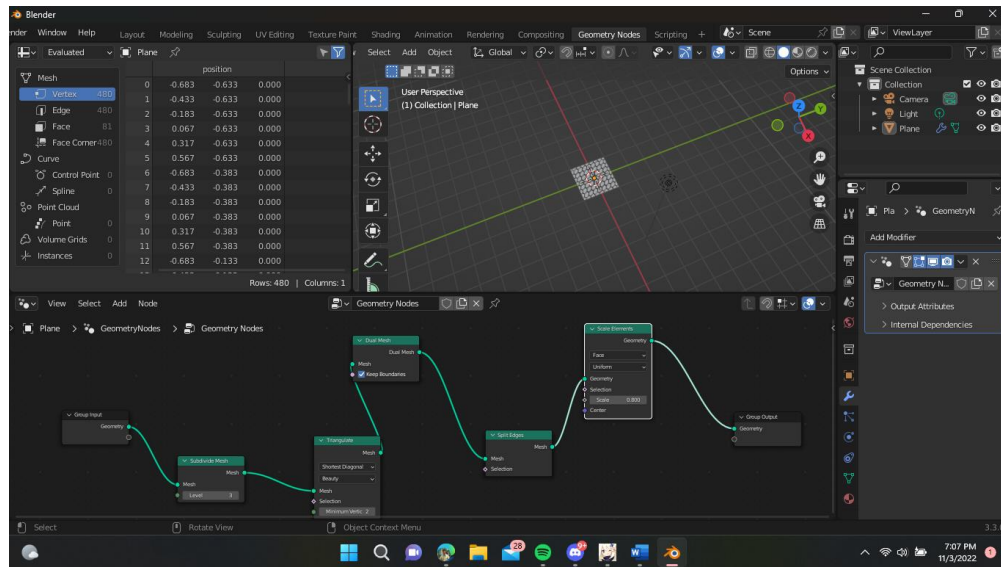 Blender
nder Window Help Layout Modeling Sculpting UV Editing Texture Paint Shading Animation Rendering Compositing Geometry Nodes Scripting + Scene ViewLayer
Evaluated Plane Select Add Object Global
Options
User Perspective
(1) Collection | Plane
Mesh
Vertex 480
Edge 480
Face 81
Face Corner 480
Curve
Control Point 0
Spline 0
Point Cloud
Point 0
Volume Grids 0
Instances 0
position
0 -0.683 -0.633 0.000
1 -0.433 -0.633 0.000
2 -0.183 -0.633 0.000
3 0.067 -0.633 0.000
4 0.317 -0.633 0.000
5 0.567 -0.633 0.000
6 -0.683 -0.383 0.000
7 -0.433 -0.383 0.000
8 -0.183 -0.383 0.000
9 0.067 -0.383 0.000
10 0.317 -0.383 0.000
11 0.567 -0.383 0.000
12 -0.683 -0.133 0.000
Rows: 480 | Columns: 1
Z
Y
X
Scene Collection
Collection
Camera
Light
Plane
Pla > GeometryN
Add Modifier
Geometry N...
> Output Attributes
> Internal Dependencies
View Select Add Node Geometry Nodes
Plane > GeometryNodes > Geometry Nodes
Group Input
Geometry
Subdivide Mesh
Mesh
Mesh
Level 3
Triangulate
Mesh
Shortest Diagonal
Beauty
Mesh
Selection
Minimum Vertic 2
Dual Mesh
Dual Mesh
Mesh
Keep Boundaries
Split Edges
Mesh
Mesh
Selection
Scale Elements
Geometry
Face
Uniform
Geometry
Selection
Scale 0.800
Center
Group Output
Geometry
Select Rotate View Object Context Menu 3.3.
28
9+
7:07 PM
11/3/2022
1